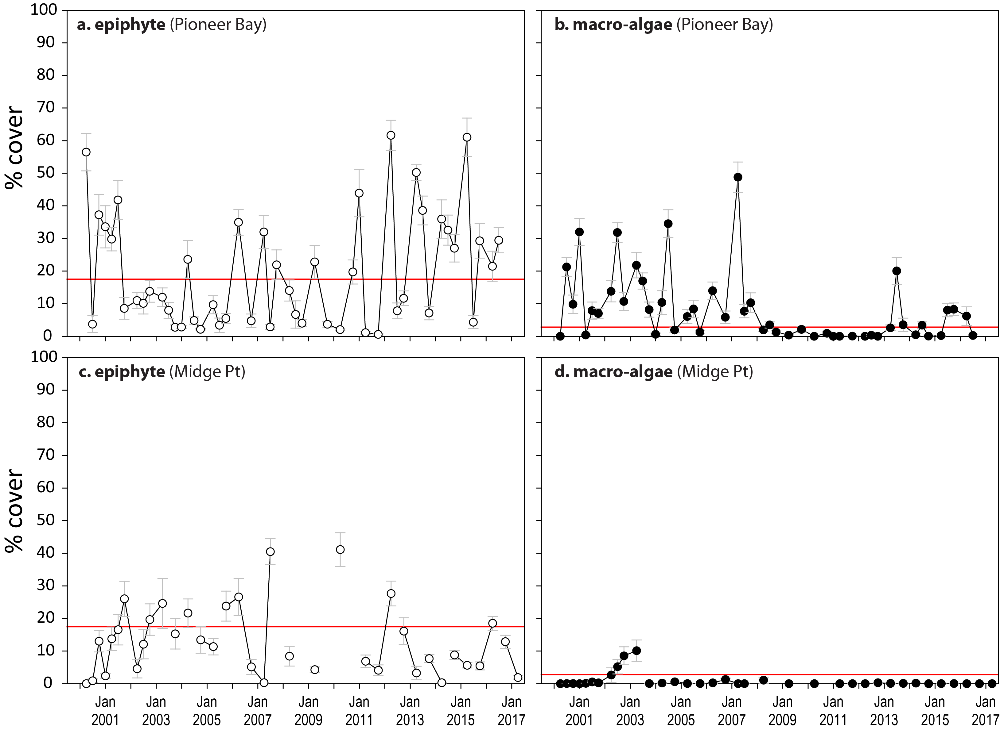 a. epiphyte (Pioneer Bay)
b. macro-algae (Pioneer Bay)
% cover
100
90
80
70
60
50
40
30
20
10
0
c. epiphyte (Midge Pt)
d. macro-algae (Midge Pt)
% cover
100
90
80
70
60
50
40
30
20
10
0
Jan Jan Jan Jan Jan Jan Jan Jan Jan
2001 2003 2005 2007 2009 2011 2013 2015 2017
Jan Jan Jan Jan Jan Jan Jan Jan Jan
2001 2003 2005 2007 2009 2011 2013 2015 2017